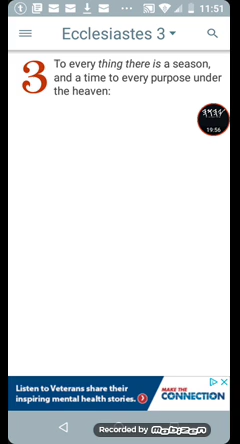 11:51
Ecclesiastes 3
3 To every thing there is a season,
and a time to every purpose under
the heaven:
19:56
Listen to Veterans share their
inspiring mental health stories.
MAKE THE
CONNECTION
Recorded by Mobizen